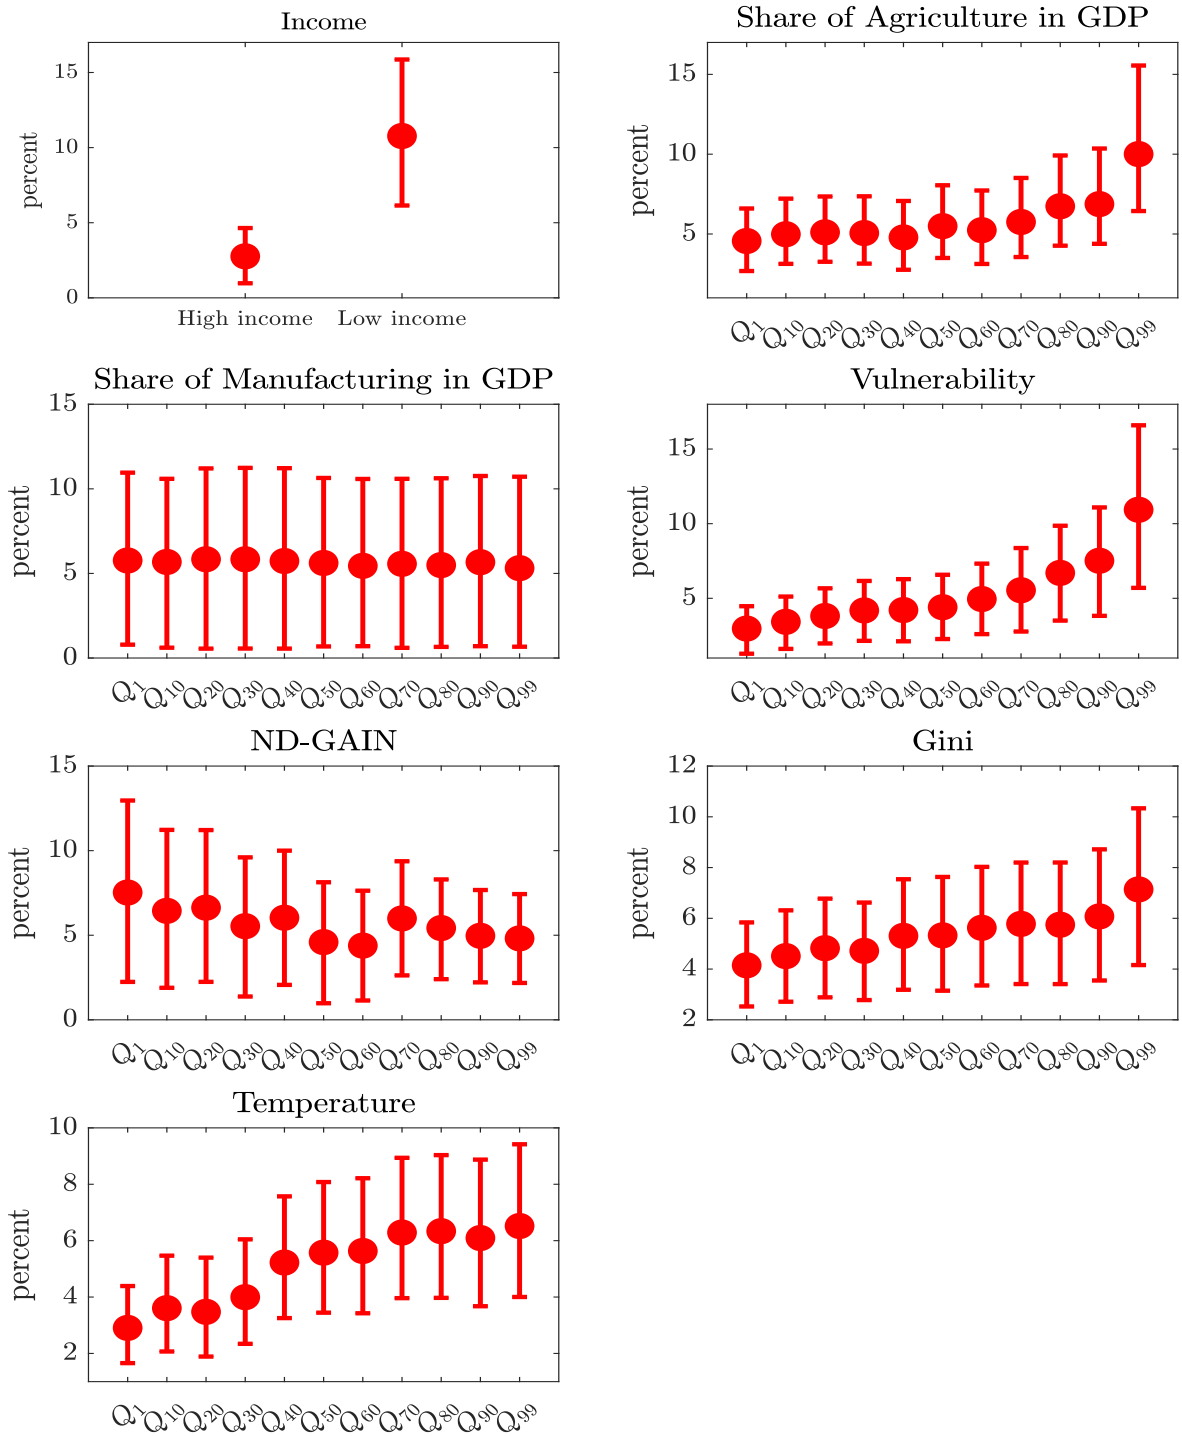 Income
percent
15
10
5
0
High income Low income
Share of Agriculture in GDP
percent
15
10
5
Q1 Q10 Q20 Q30 Q40 Q50 Q60 Q70 Q80 Q90 Q99
Share of Manufacturing in GDP
percent
15
10
5
0
Q1 Q10 Q20 Q30 Q40 Q50 Q60 Q70 Q80 Q90 Q99
Vulnerability
percent
15
10
5
Q1 Q10 Q20 Q30 Q40 Q50 Q60 Q70 Q80 Q90 Q99
ND-GAIN
percent
15
10
5
0
Q1 Q10 Q20 Q30 Q40 Q50 Q60 Q70 Q80 Q90 Q99
Gini
percent
12
10
8
6
4
2
Q1 Q10 Q20 Q30 Q40 Q50 Q60 Q70 Q80 Q90 Q99
Temperature
percent
10
8
6
4
2
Q1 Q10 Q20 Q30 Q40 Q50 Q60 Q70 Q80 Q90 Q99